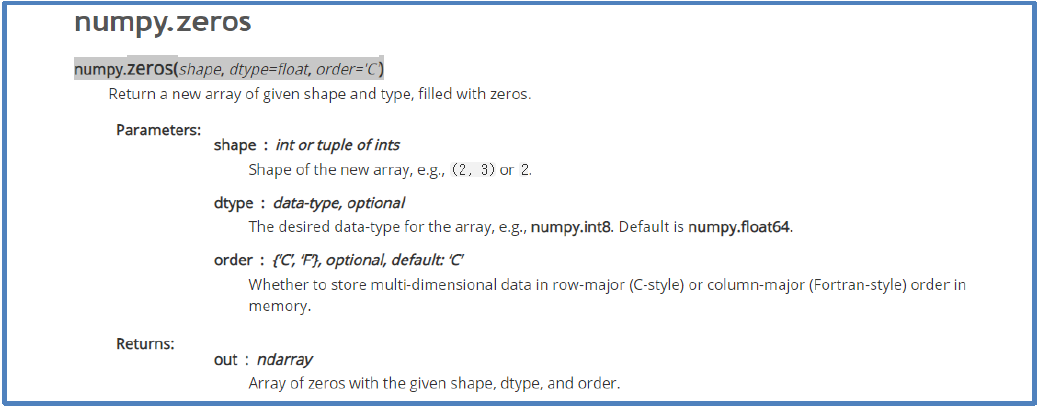 numpy.zeros
numpy.zeros(shape, dtype=float, order='C')
Return a new array of given shape and type, filled with zeros.
Parameters:
shape : int or tuple of ints
Shape of the new array, e.g., (2, 3) or 2.
dtype : data-type, optional
The desired data-type for the array, e.g., numpy.int8. Default is numpy.float64.
order : {'C', 'F'}, optional, default: 'C'
Whether to store multi-dimensional data in row-major (C-style) or column-major (Fortran-style) order in
memory.
Returns:
out : ndarray
Array of zeros with the given shape, dtype, and order.